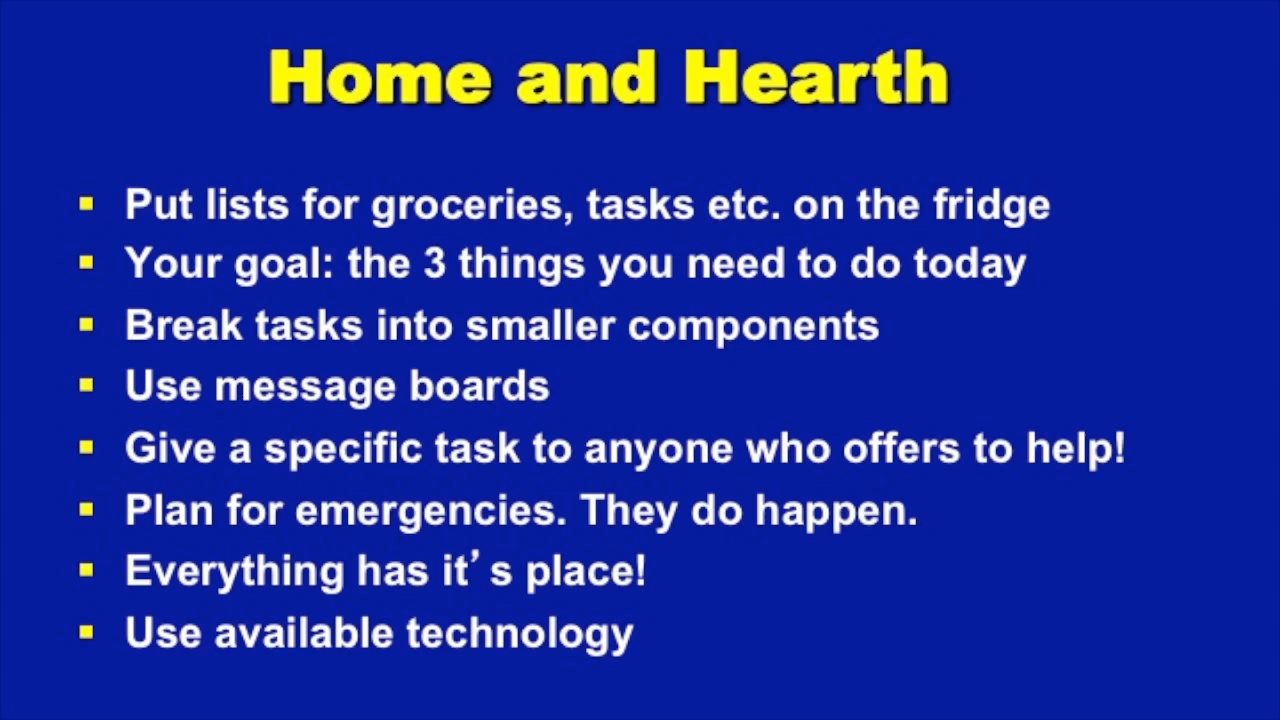 Home and Hearth
▪ Put lists for groceries, tasks etc. on the fridge
▪ Your goal: the 3 things you need to do today
▪ Break tasks into smaller components
▪ Use message boards
▪ Give a specific task to anyone who offers to help!
▪ Plan for emergencies. They do happen.
▪ Everything has it’s place!
▪ Use available technology